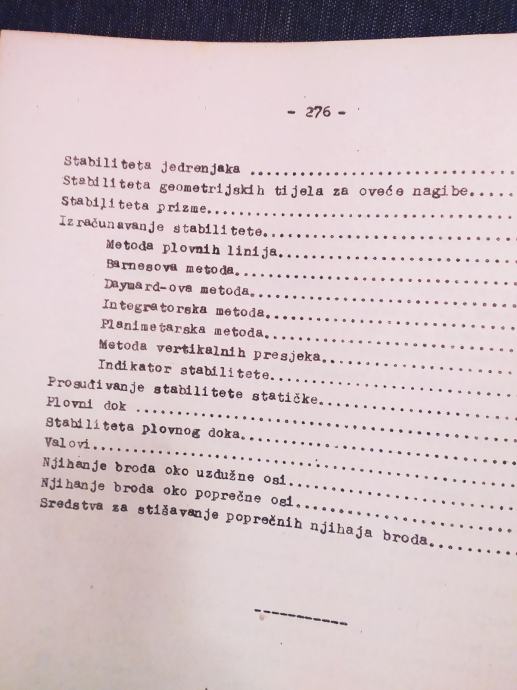 - 276 -
Stabiliteta jedrenjaka ..............................
Stabiliteta geometrijskih tijela za oveće nagibe.....
Stabiliteta prizme...................................
Izračunavanje stabilitete............................
Metoda plovnih linija................................
Barnesova metoda.....................................
Daymard-ova metoda...................................
Integratorska metoda.................................
Planimetarska metoda.................................
Metoda vertikalnih presjeka..........................
Indikator stabilitete................................
Prosuđivanje stabilitete statičke....................
Plovni dok ..........................................
Stabiliteta plovnog doka.............................
Valovi...............................................
Njihanje broda oko uzdužne osi.......................
Njihanje broda oko poprečne osi......................
Sredstva za stišavanje poprečnih njihaja broda.......
----------